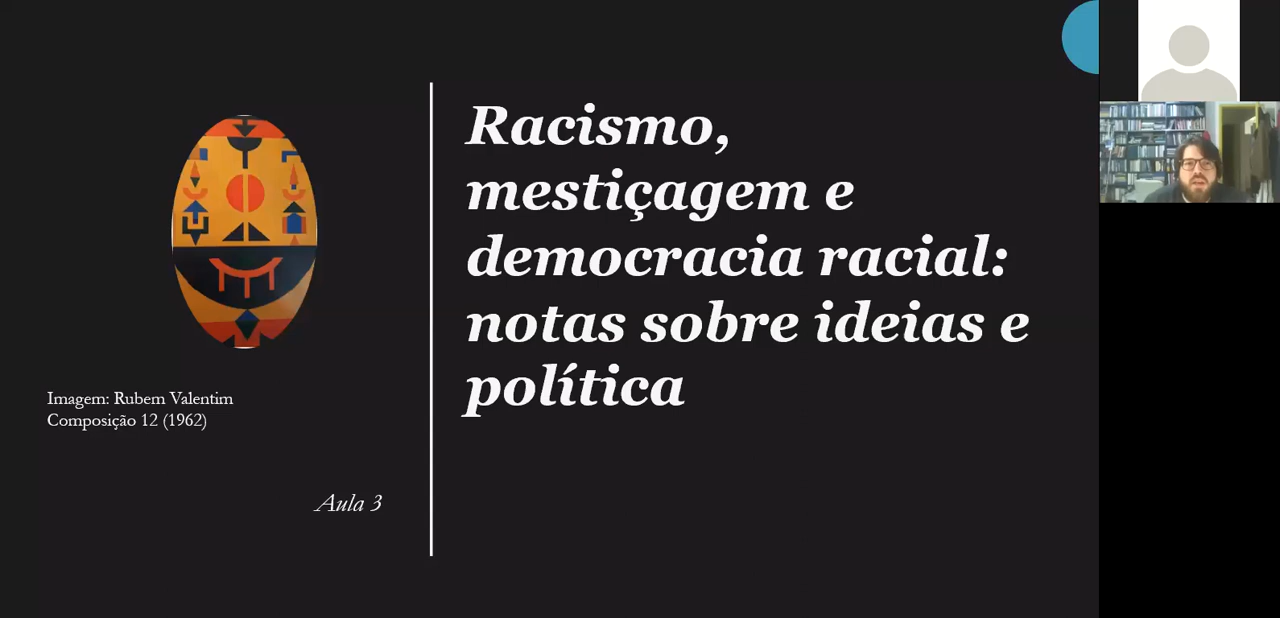 Racismo,
mestiçagem e
democracia racial:
notas sobre ideias e
política
Imagem: Rubem Valentim
Composição 12 (1962)
Aula 3